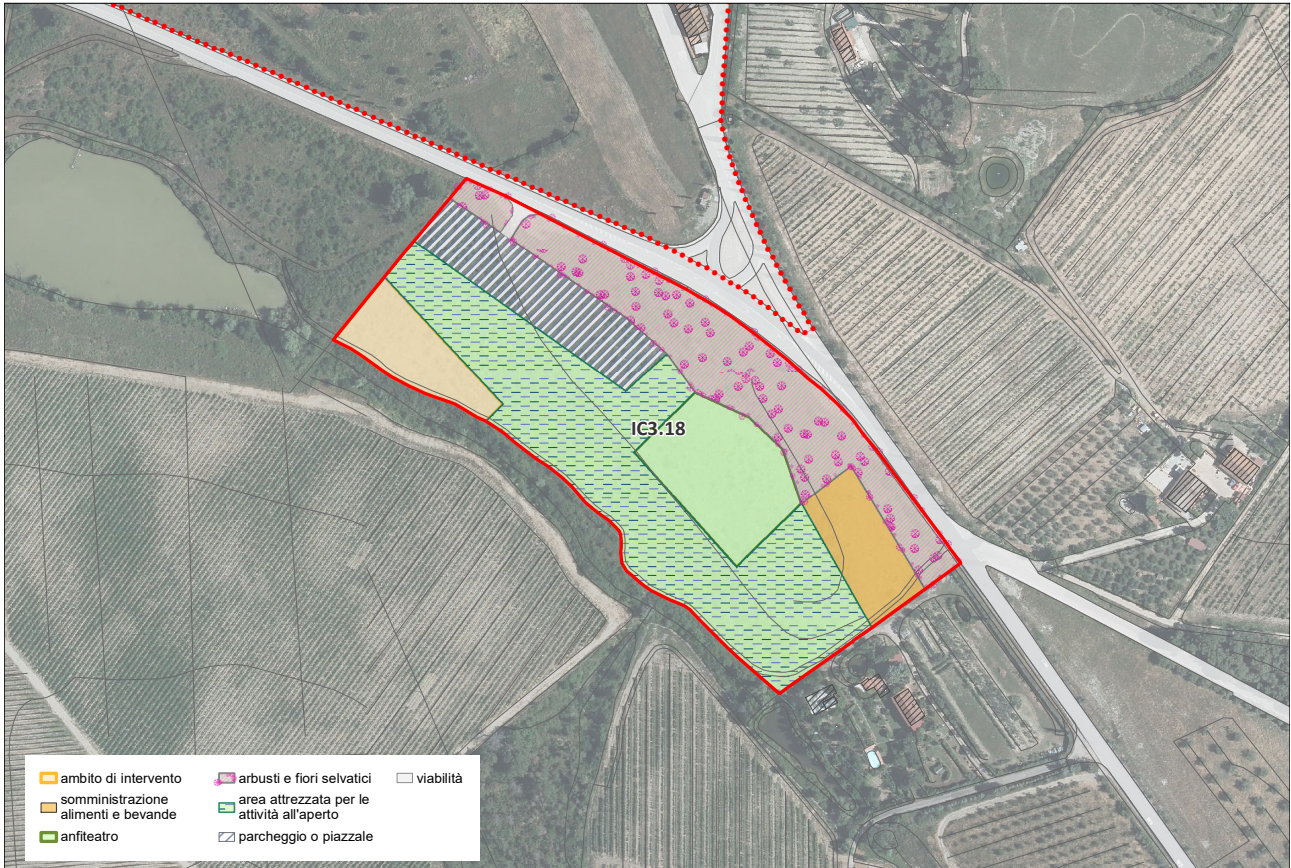 IC3.18
ambito di intervento
somministrazione
alimenti e bevande
anfiteatro
arbusti e fiori selvatici
area attrezzata per le
attività all'aperto
parcheggio o piazzale
viabilità